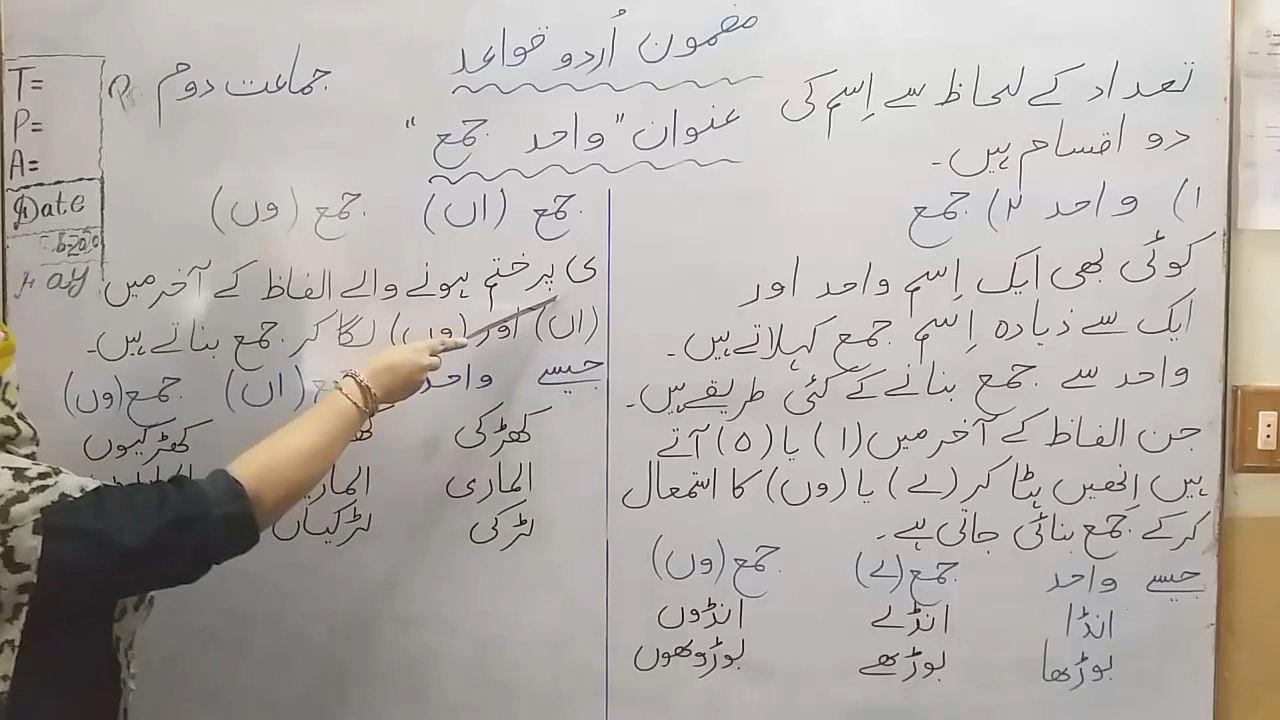 مضمون اُردو قواعد
جماعت دوم
عنوان "واحد جمع"
T=
P=
A=
Date
تعداد کے لحاظ سے اِسم کی
دو اقسام ہیں۔
۱) واحد ۲) جمع
کوئی بھی ایک اِسم واحد اور
ایک سے زیادہ اِسم جمع کہلاتے ہیں۔
واحد سے جمع بنانے کے کئی طریقے ہیں۔
جن الفاظ کے آخر میں (ا) یا (ہ) آتے
ہیں اِنھیں ہٹا کر (ے) یا (وں) کا استمعال
کرکے جمع بنائی جاتی ہے۔
جیسے واحد جمع (ے) جمع (وں)
انڈا انڈے انڈوں
بوڑھا بوڑھے بوڑوھوں
جمع (اں) جمع (وں)
ی پر ختم ہونے والے الفاظ کے آخر میں
(اں) اور (وں) لگا کر جمع بناتے ہیں۔
جیسے واحد (اں) جمع (وں)
کھڑکی کھڑکیوں
الماری
لڑکی لڑکیاں